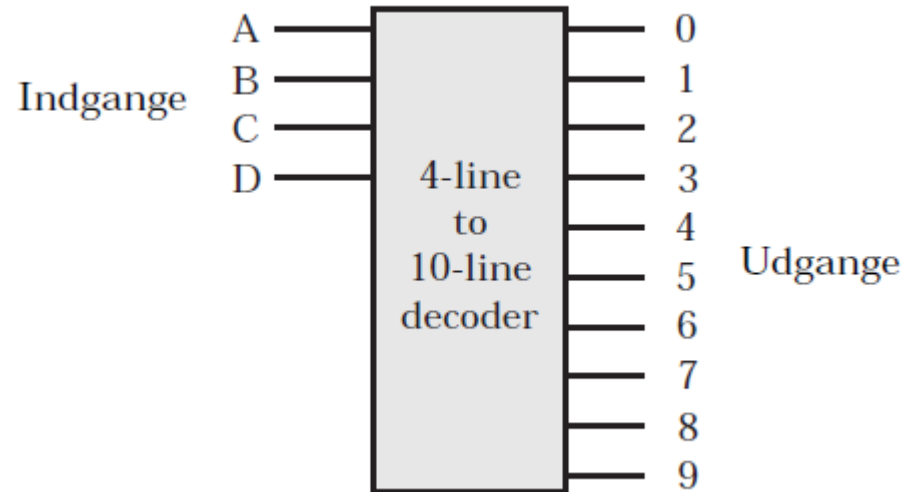 Indgange
A
B
C
D
4-line
to
10-line
decoder
0
1
2
3
4
5
6
7
8
9
Udgange